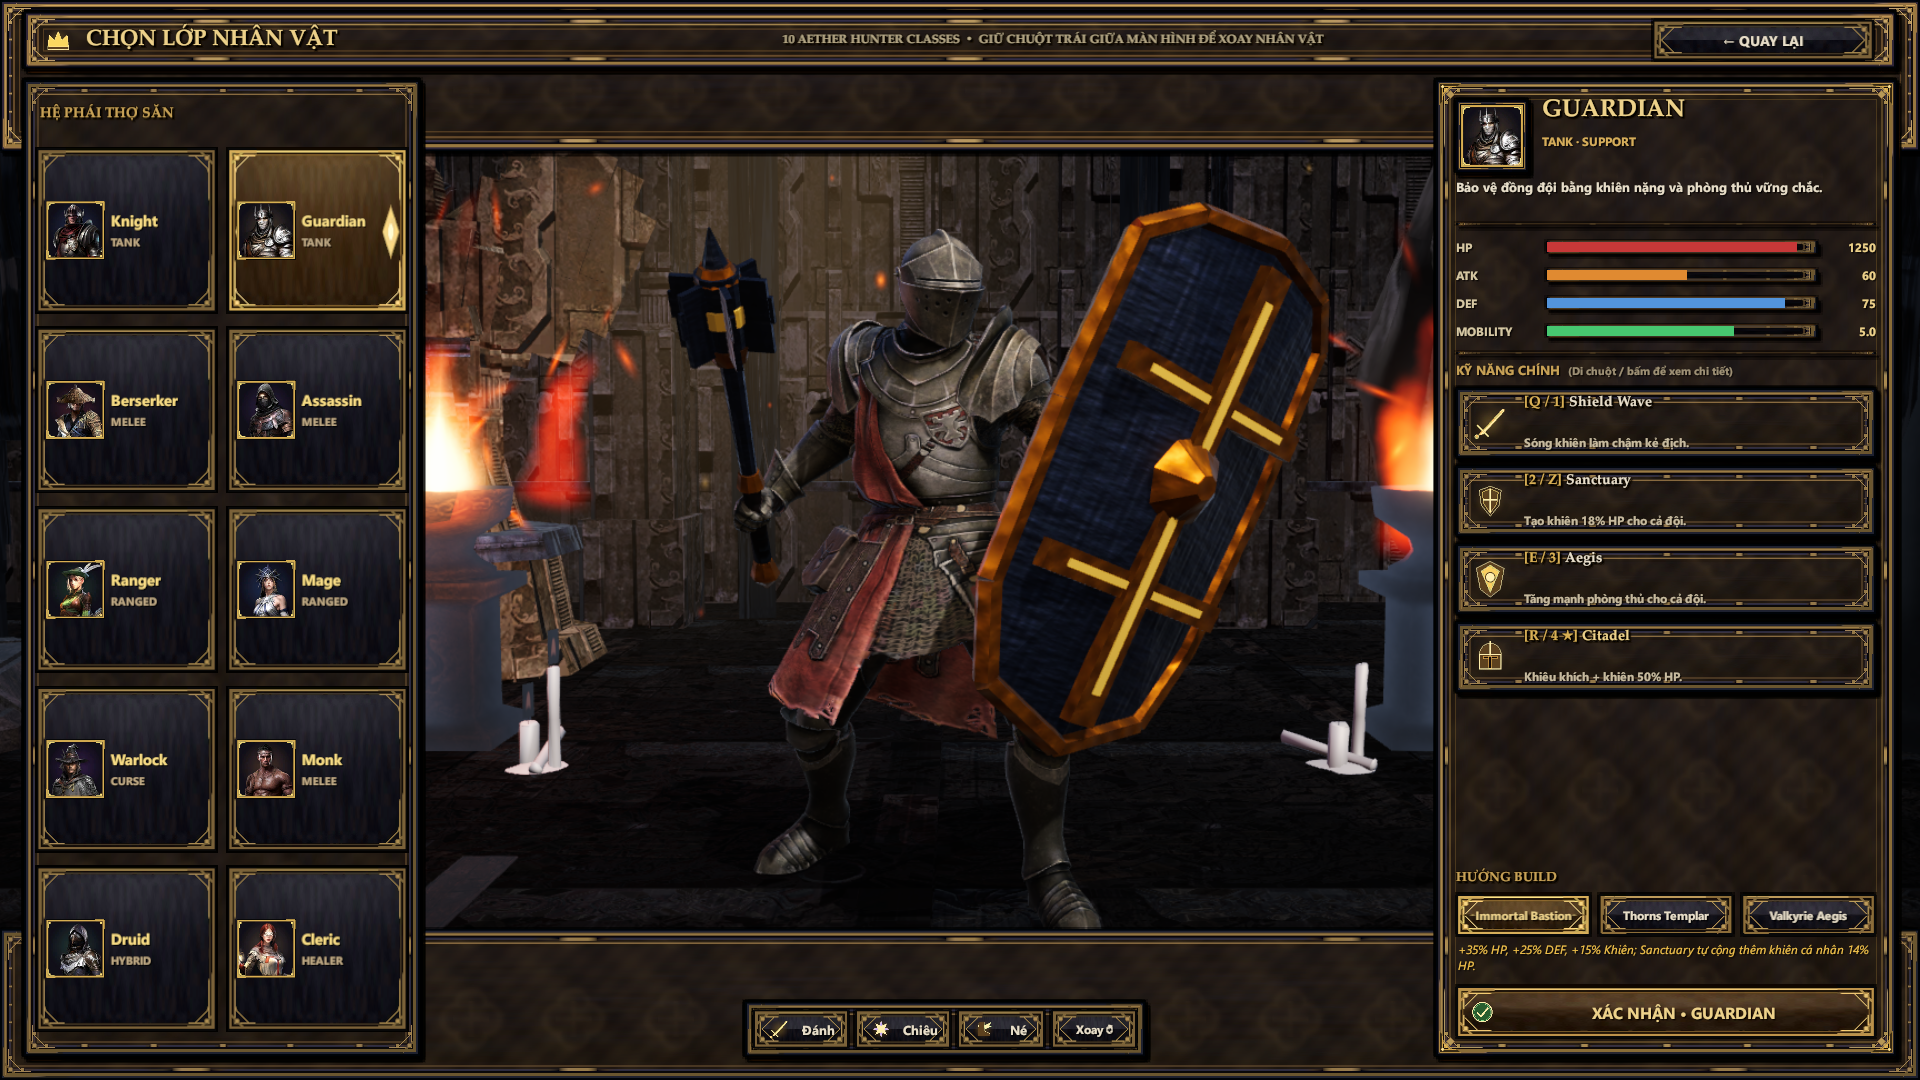 CHỌN LỚP NHÂN VẬT
10 AETHER HUNTER CLASSES • GIỮ CHUỘT TRÁI GIỮA MÀN HÌNH ĐỂ XOAY NHÂN VẬT
← QUAY LẠI
HỆ PHÁI THỢ SĂN
Knight
TANK
Guardian
TANK
Berserker
MELEE
Assassin
MELEE
Ranger
RANGED
Mage
RANGED
Warlock
CURSE
Monk
MELEE
Druid
HYBRID
Cleric
HEALER
Đánh
Chiêu
Né
Xoay
GUARDIAN
TANK · SUPPORT
Bảo vệ đồng đội bằng khiên nặng và phòng thủ vững chắc.
HP 1250
ATK 60
DEF 75
MOBILITY 5.0
KỸ NĂNG CHÍNH (Di chuột / bấm để xem chi tiết)
[Q / 1] Shield Wave
Sóng khiên làm chậm kẻ địch.
[2 / Z] Sanctuary
Tạo khiên 18% HP cho cả đội.
[E / 3] Aegis
Tăng mạnh phòng thủ cho cả đội.
[R / 4 ★] Citadel
Khiêu khích + khiên 50% HP.
HƯỚNG BUILD
Immortal Bastion
Thorns Templar
Valkyrie Aegis
+35% HP, +25% DEF, +15% Khiên; Sanctuary tự cộng thêm khiên cá nhân 14%
HP.
XÁC NHẬN • GUARDIAN